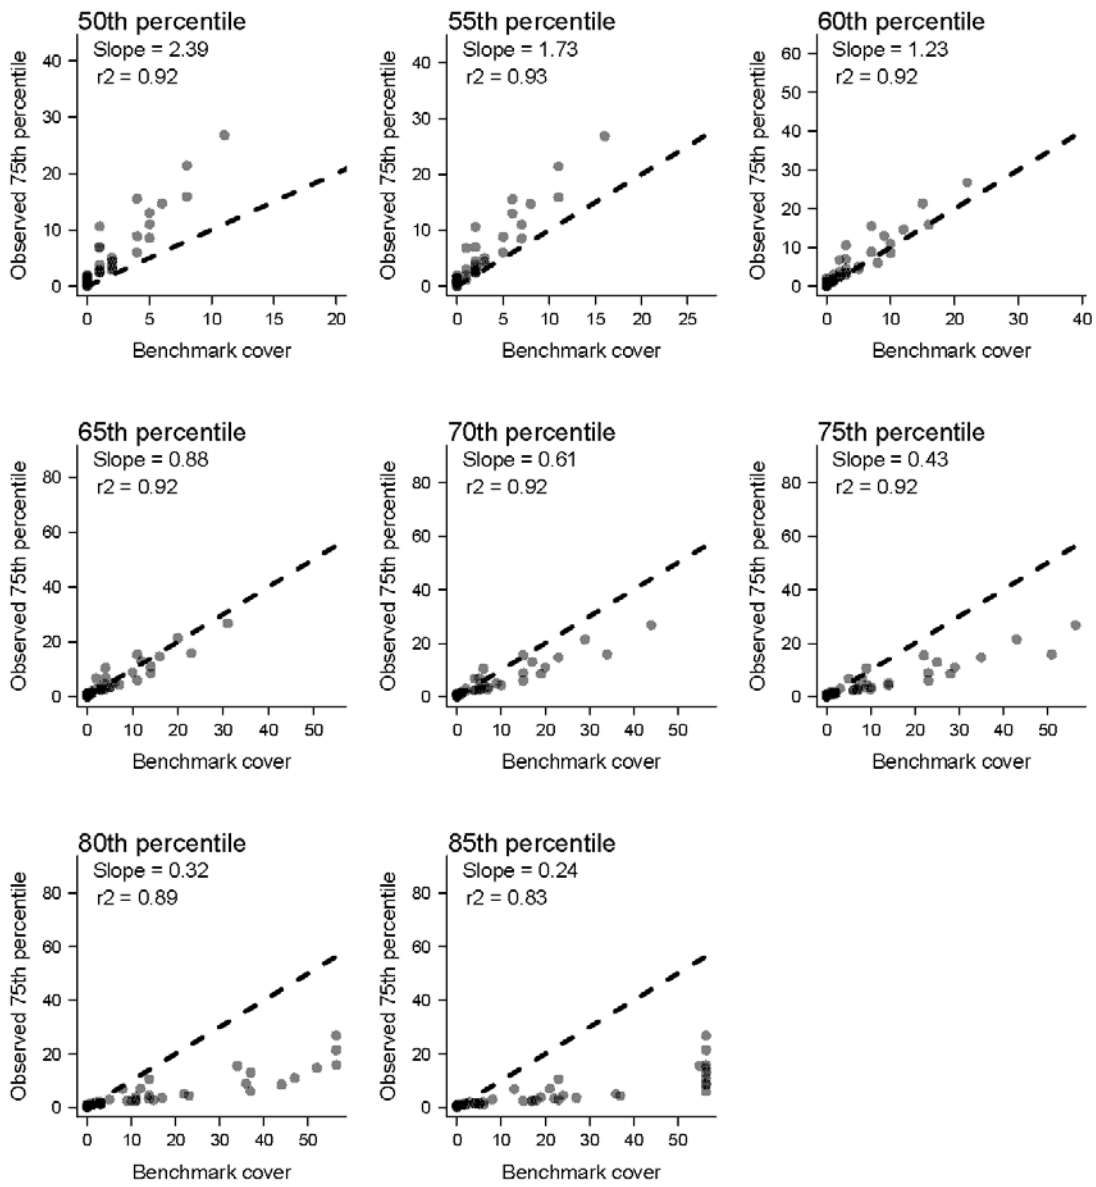 50th percentile
Slope = 2.39
r2 = 0.92
Observed 75th percentile
40
30
20
10
0
0 5 10 15 20
Benchmark cover
55th percentile
Slope = 1.73
r2 = 0.93
Observed 75th percentile
40
30
20
10
0
0 5 10 15 20 25
Benchmark cover
60th percentile
Slope = 1.23
r2 = 0.92
Observed 75th percentile
60
50
40
30
20
10
0
0 10 20 30 40
Benchmark cover
65th percentile
Slope = 0.88
r2 = 0.92
Observed 75th percentile
80
60
40
20
0
0 10 20 30 40 50
Benchmark cover
70th percentile
Slope = 0.61
r2 = 0.92
Observed 75th percentile
80
60
40
20
0
0 10 20 30 40 50
Benchmark cover
75th percentile
Slope = 0.43
r2 = 0.92
Observed 75th percentile
80
60
40
20
0
0 10 20 30 40 50
Benchmark cover
80th percentile
Slope = 0.32
r2 = 0.89
Observed 75th percentile
80
60
40
20
0
0 10 20 30 40 50
Benchmark cover
85th percentile
Slope = 0.24
r2 = 0.83
Observed 75th percentile
80
60
40
20
0
0 10 20 30 40 50
Benchmark cover